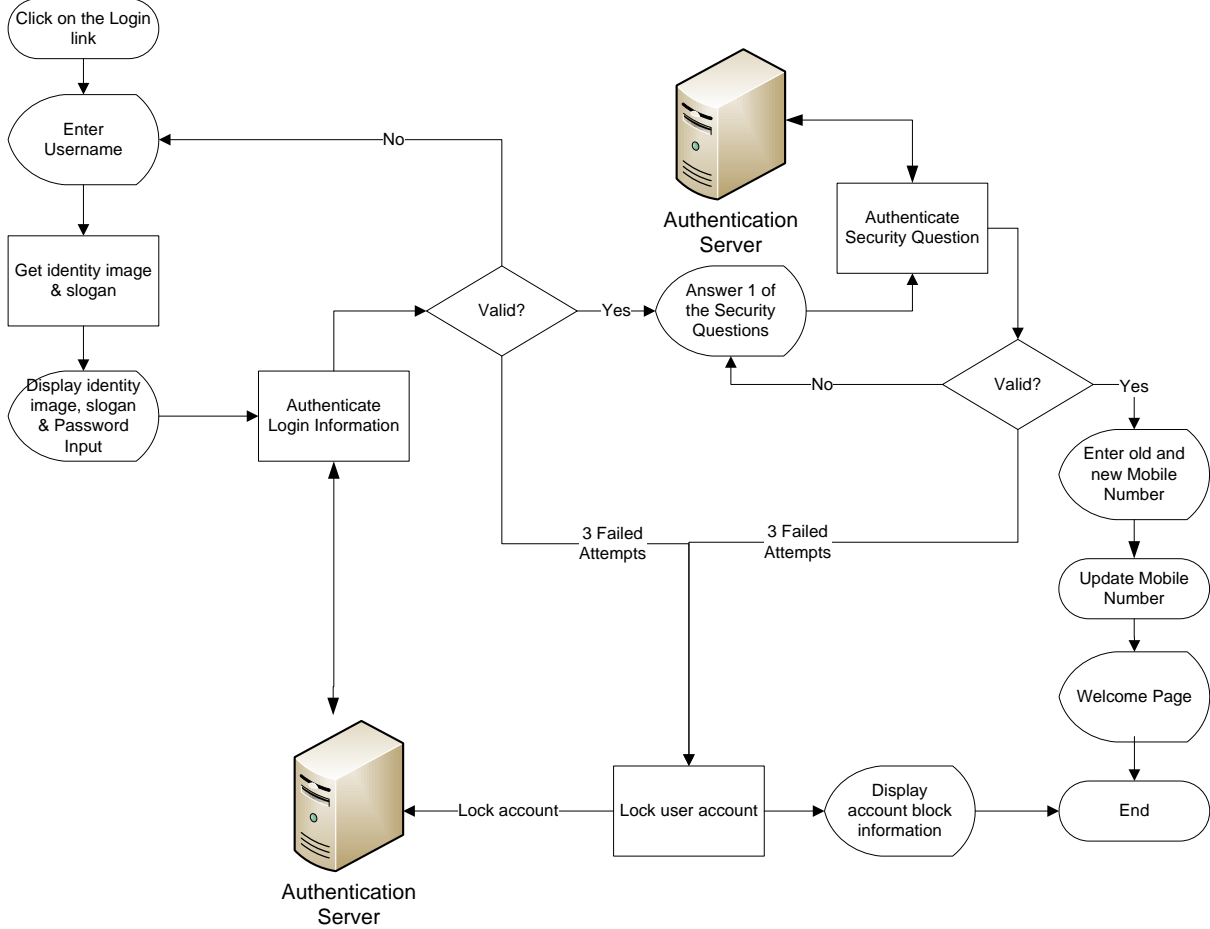 Click on the Login
link
Enter
Username
No
Get identity image
& slogan
Display identity
image, slogan
& Password
Input
Authenticate
Login Information
Valid?
Yes
Answer 1 of
the Security
Questions
Authentication
Server
Authenticate
Security Question
Valid?
No
Yes
Enter old and
new Mobile
Number
3 Failed
Attempts
3 Failed
Attempts
Update Mobile
Number
Welcome Page
Authentication
Server
Lock account
Lock user account
Display
account block
information
End